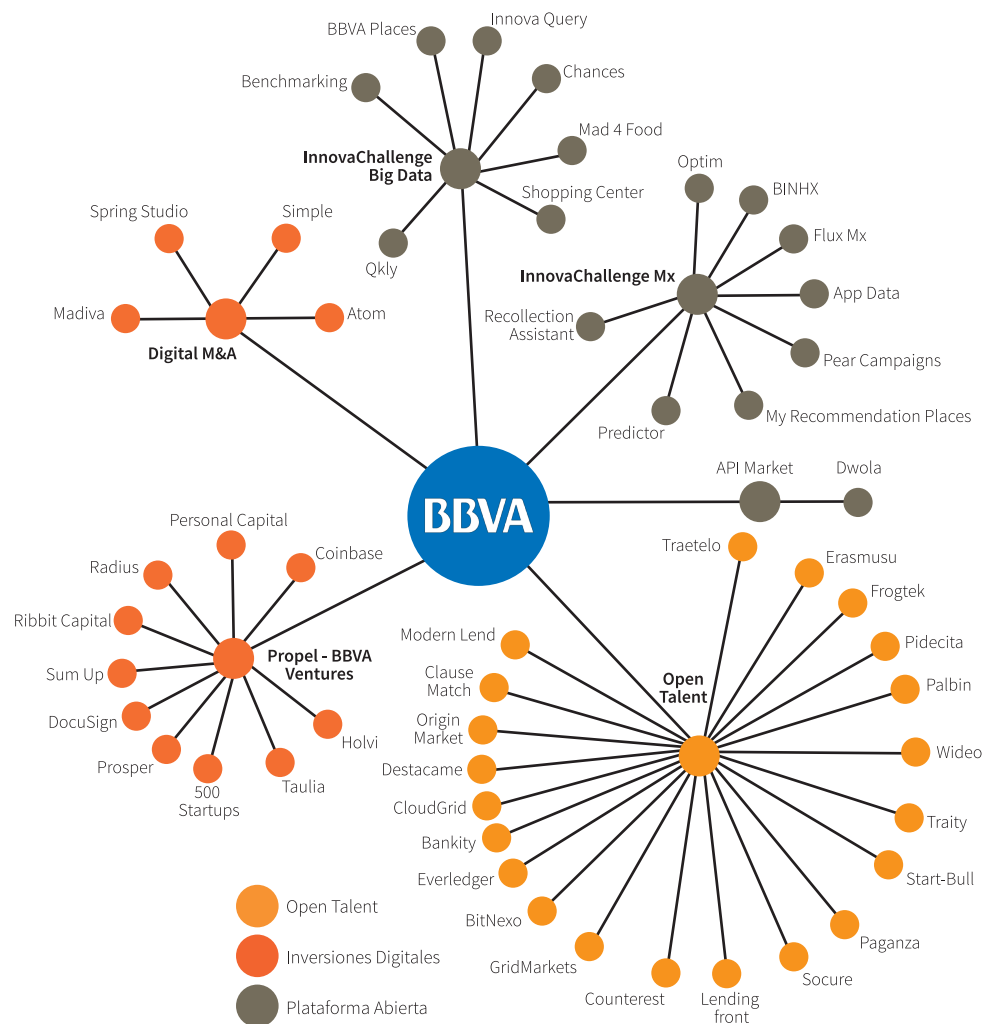 BBVA Places
Innova Query
Benchmarking
Chances
Mad 4 Food
InnovaChallenge
Big Data
Shopping Center
Qkly
Optim
BINHX
Flux Mx
InnovaChallenge Mx
App Data
Recollection
Assistant
Pear Campaigns
My Recommendation Places
Predictor
Spring Studio
Simple
Madiva
Atom
Digital M&A
BBVA
API Market
Dwola
Personal Capital
Coinbase
Radius
Ribbit Capital
Propel - BBVA
Ventures
Sum Up
DocuSign
Holvi
Prosper
500
Startups
Taulia
Traetelo
Erasmusu
Frogtek
Pidecita
Palbin
Modern Lend
Clause
Match
Open
Talent
Origin
Market
Wideo
Destacame
CloudGrid
Traity
Bankity
Start-Bull
Everledger
BitNexo
Paganza
GridMarkets
Socure
Counterest
Lending
front
Open Talent
Inversiones Digitales
Plataforma Abierta